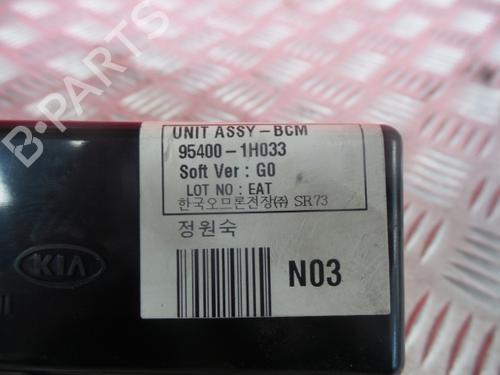 B-Parts
UNIT ASSY-BCM
95400-1H033
Soft Ver : G0
LOT NO : EAT
한국오므론전장㈜ SR73
정원숙
N03
KIA